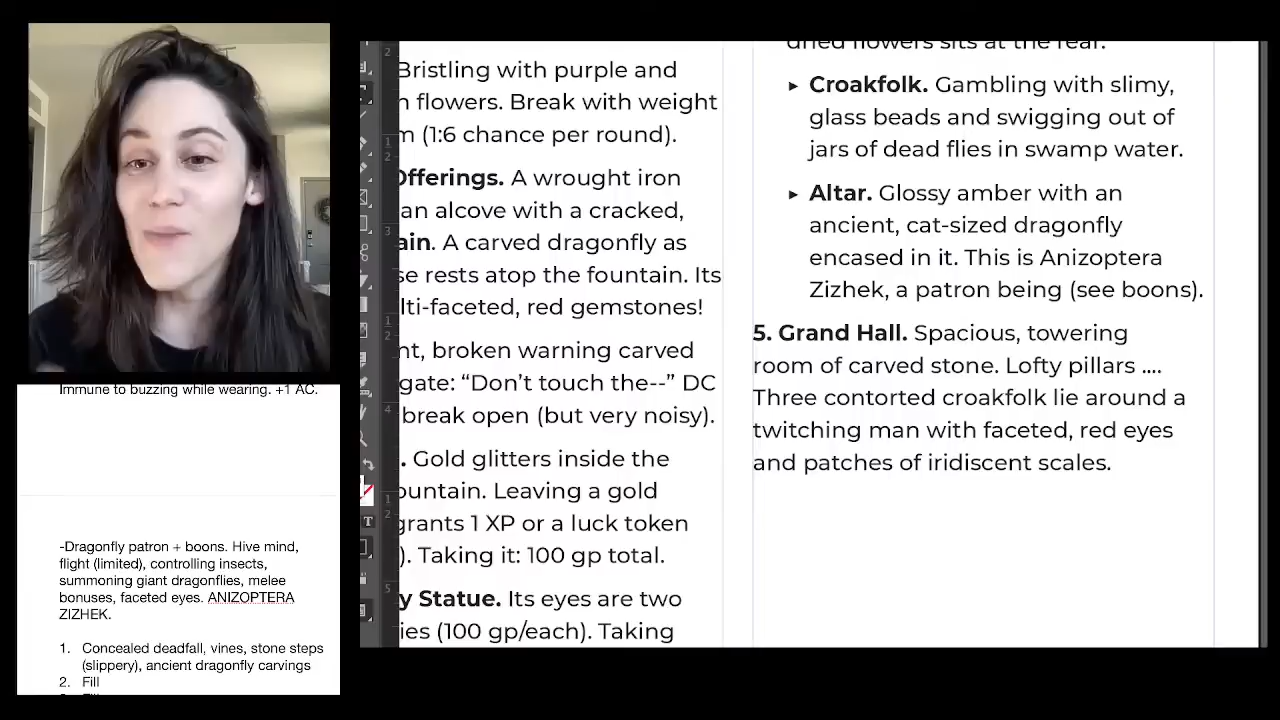 Immune to buzzing while wearing. +1 AC.
-Dragonfly patron + boons. Hive mind,
flight (limited), controlling insects,
summoning giant dragonflies, melee
bonuses, faceted eyes. ANIZOPTERA
ZIZHEK.
1. Concealed deadfall, vines, stone steps
(slippery), ancient dragonfly carvings
2. Fill
Bristling with purple and
flowers. Break with weight
(1:6 chance per round).
Offerings. A wrought iron
an alcove with a cracked,
ain. A carved dragonfly as
se rests atop the fountain. Its
lti-faceted, red gemstones!
nt, broken warning carved
gate: “Don’t touch the--” DC
break open (but very noisy).
. Gold glitters inside the
ountain. Leaving a gold
grants 1 XP or a luck token
). Taking it: 100 gp total.
y Statue. Its eyes are two
ies (100 gp/each). Taking
dried flowers sits at the rear.
▸ Croakfolk. Gambling with slimy,
glass beads and swigging out of
jars of dead flies in swamp water.
▸ Altar. Glossy amber with an
ancient, cat-sized dragonfly
encased in it. This is Anizoptera
Zizhek, a patron being (see boons).
5. Grand Hall. Spacious, towering
room of carved stone. Lofty pillars ....
Three contorted croakfolk lie around a
twitching man with faceted, red eyes
and patches of iridiscent scales.